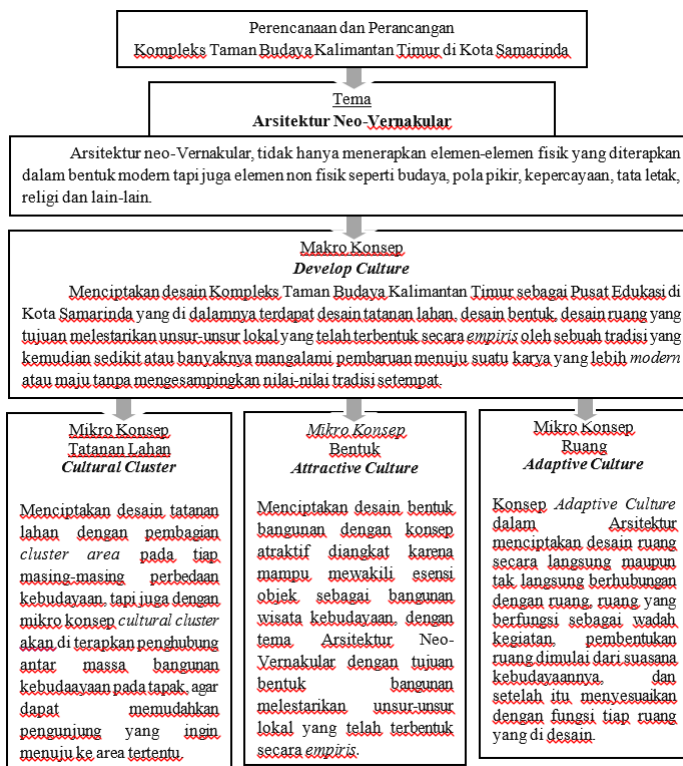 Perencanaan dan Perancangan
Kompleks Taman Budaya Kalimantan Timur di Kota Samarinda
Tema
Arsitektur Neo-Vernakular
Arsitektur neo-Vernakular, tidak hanya menerapkan elemen-elemen fisik yang diterapkan
dalam bentuk modern tapi juga elemen non fisik seperti budaya, pola pikir, kepercayaan, tata letak,
religi dan lain-lain.
Makro Konsep
Develop Culture
Menciptakan desain Kompleks Taman Budaya Kalimantan Timur sebagai Pusat Edukasi di
Kota Samarinda yang di dalamnya terdapat desain tatanan lahan, desain bentuk, desain ruang yang
tujuan melestarikan unsur-unsur lokal yang telah terbentuk secara empiris oleh sebuah tradisi yang
kemudian sedikit atau banyaknya mangalami pembaruan menuju suatu karya yang lebih modern
atau maju tanpa mengesampingkan nilai-nilai tradisi setempat.
Mikro Konsep
Tatanan Lahan
Cultural Cluster
Menciptakan desain tatanan
lahan dengan pembagian
cluster area pada tiap
masing-masing perbedaan
kebudayaan, tapi juga dengan
mikro konsep cultural cluster
akan di terapkan penghubung
antar massa bangunan
kebudaayaan pada tapak, agar
dapat memudahkan
pengunjung yang ingin
menuju ke area tertentu.
Mikro Konsep
Bentuk
Attractive Culture
Menciptakan desain bentuk
bangunan dengan konsep
atraktif diangkat karena
mampu mewakili esensi
objek sebagai bangunan
wisata kebudayaan, dengan
tema Arsitektur Neo-
Vernakular dengan tujuan
bentuk bangunan
melestarikan unsur-unsur
lokal yang telah terbentuk
secara empiris.
Mikro Konsep
Ruang
Adaptive Culture
Konsep Adaptive Culture
dalam Arsitektur
menciptakan desain ruang
secara langsung maupun
tak langsung berhubungan
dengan ruang, ruang yang
berfungsi sebagai wadah
kegiatan, pembentukan
ruang dimulai dari suasana
kebudayaannya, dan
setelah itu menyesuaikan
dengan fungsi tiap ruang
yang di desain.